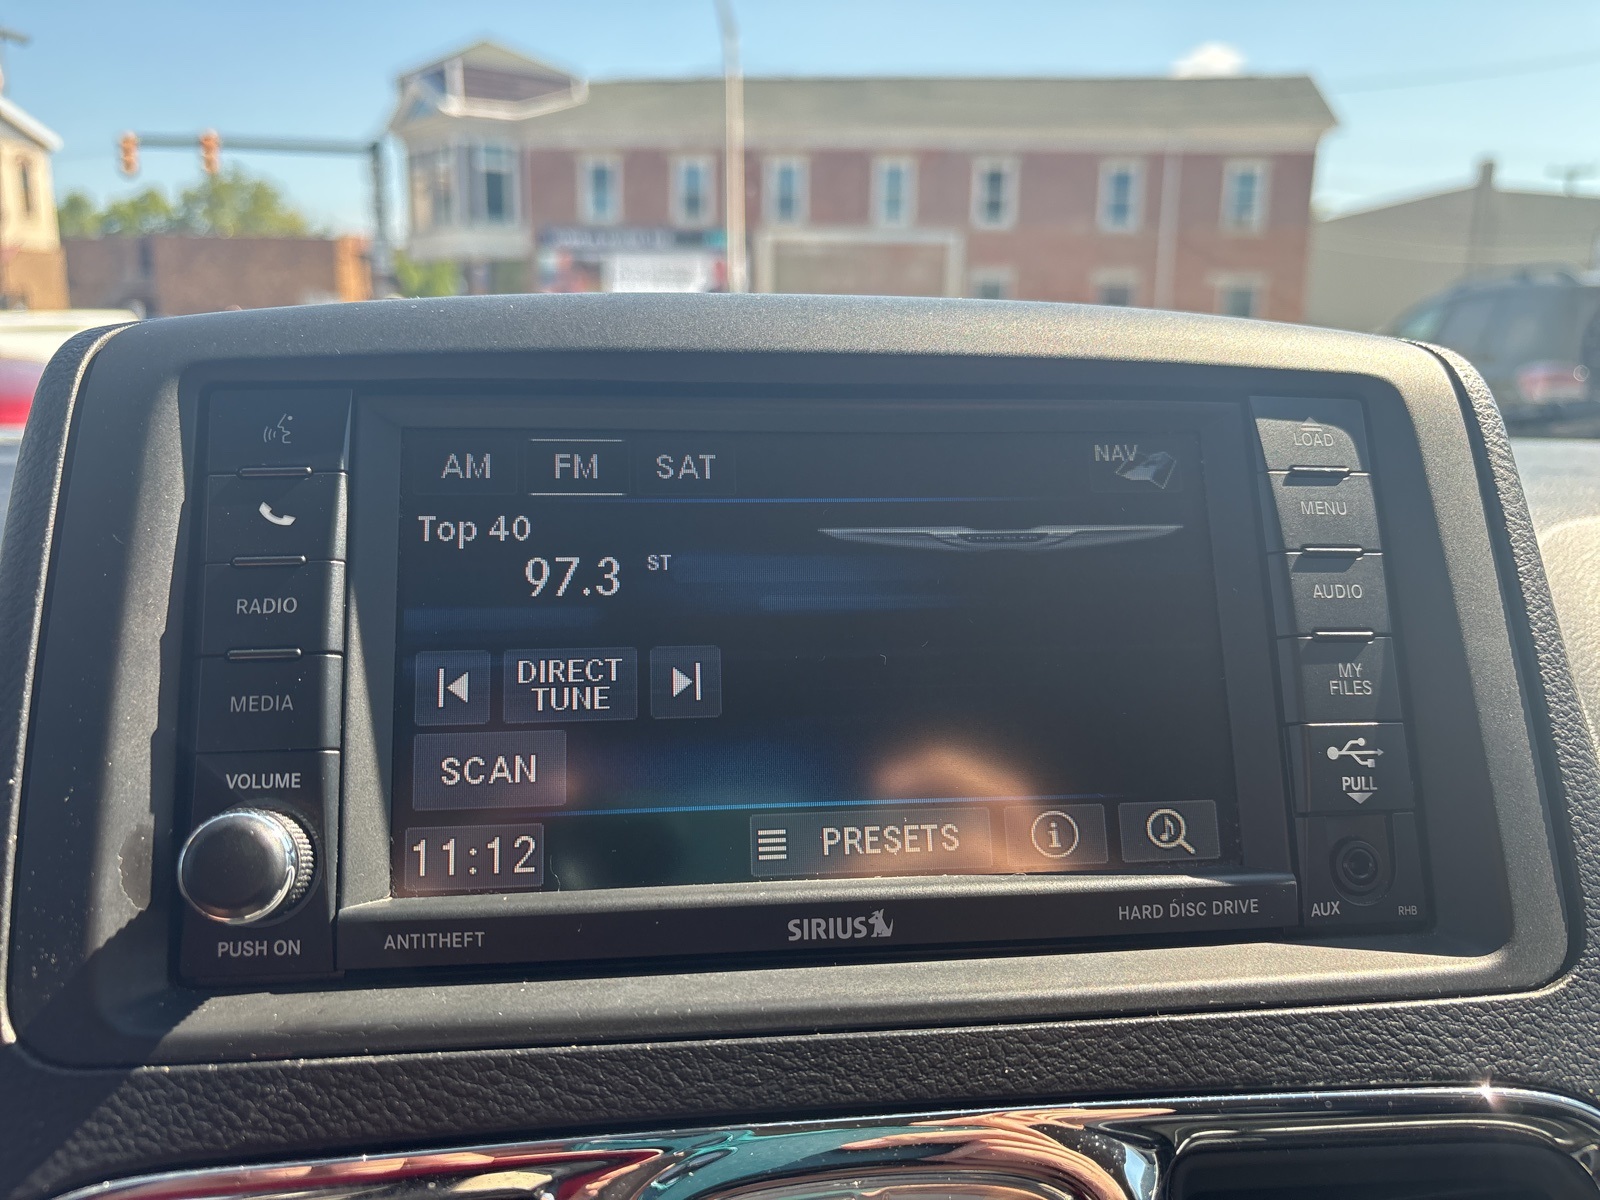 AM FM SAT NAV
Top 40
CHRYSLER
97.3 ST
DIRECT
TUNE
SCAN
11:12 PRESETS i
RADIO
MEDIA
VOLUME
PUSH ON
LOAD
MENU
AUDIO
MY
FILES
PULL
AUX RHB
ANTITHEFT SIRIUS HARD DISC DRIVE